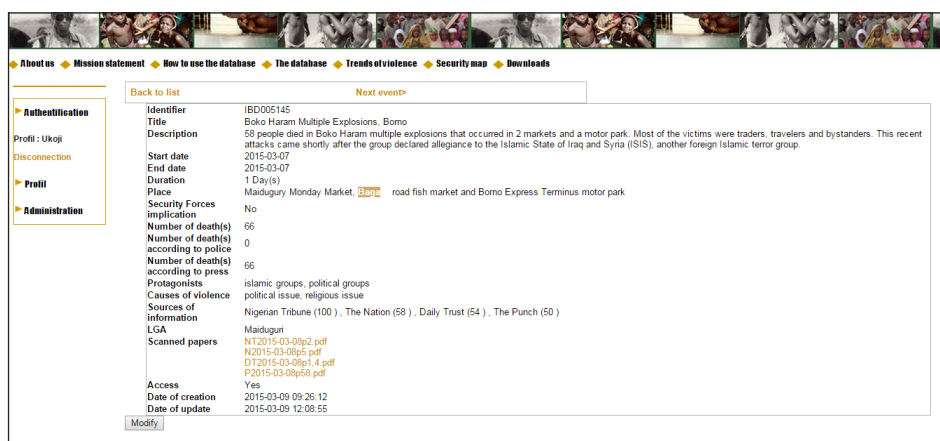 About us Mission statement How to use the database The database Trends of violence Security map Downloads
Back to list Next event>
Authentification
Profil : Ukoji
Disconnection
Profil
Administration
Identifier IBD005145
Title Boko Haram Multiple Explosions, Borno
Description 58 people died in Boko Haram multiple explosions that occurred in 2 markets and a motor park. Most of the victims were traders, travelers and bystanders. This recent
attacks came shortly after the group declared allegiance to the Islamic State of Iraq and Syria (ISIS), another foreign Islamic terror group.
Start date 2015-03-07
End date 2015-03-07
Duration 1 Day(s)
Place Maidugury Monday Market, Baga road fish market and Borno Express Terminus motor park
Security Forces
implication No
Number of death(s) 66
Number of death(s)
according to police 0
Number of death(s)
according to press 66
Protagonists islamic groups, political groups
Causes of violence political issue, religious issue
Sources of
information Nigerian Tribune (100 ) , The Nation (58 ) , Daily Trust (54 ) , The Punch (50 )
LGA Maiduguri
Scanned papers NT2015-03-08p2.pdf
N2015-03-08p5.pdf
DT2015-03-08p1,4.pdf
P2015-03-08p58.pdf
Access Yes
Date of creation 2015-03-09 09:26:12
Date of update 2015-03-09 12:08:55
Modify